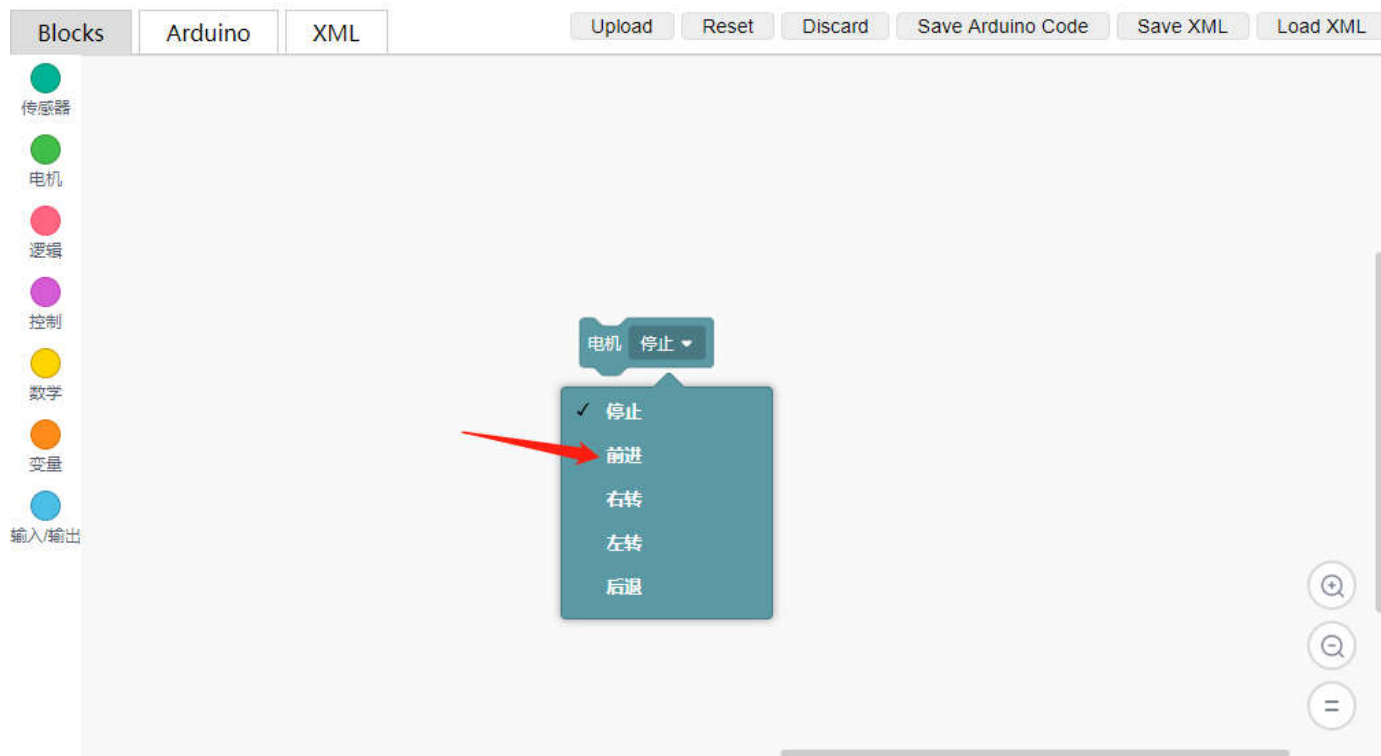 Blocks Arduino XML Upload Reset Discard Save Arduino Code Save XML Load XML
传感器
电机
逻辑
控制
数学
变量
输入/输出
电机 停止
✓ 停止
前进
右转
左转
后退